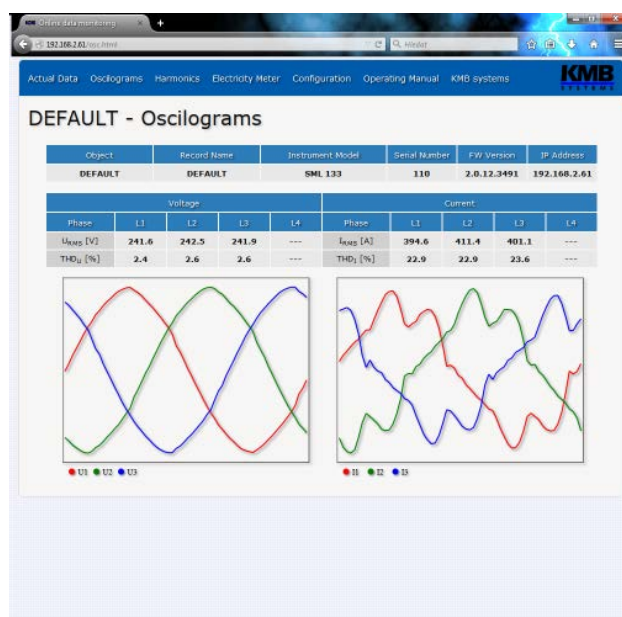 Online data monitoring
192.168.2.61/osc.html
Hledat
Actual Data Oscilograms Harmonics Electricity Meter Configuration Operating Manual KMB systems
KMB
SYSTEMS
DEFAULT - Oscilograms
Object Record Name Instrument Model Serial Number FW Version IP Address
DEFAULT DEFAULT SML 133 110 2.0.12.3491 192.168.2.61
Voltage Current
Phase L1 L2 L3 L4 Phase L1 L2 L3 L4
URMS [V] 241.6 242.5 241.9 --- IRMS [A] 394.6 411.4 401.1 ---
THDU [%] 2.4 2.6 2.6 --- THDI [%] 22.9 22.9 23.6 ---
U1 U2 U3 I1 I2 I3